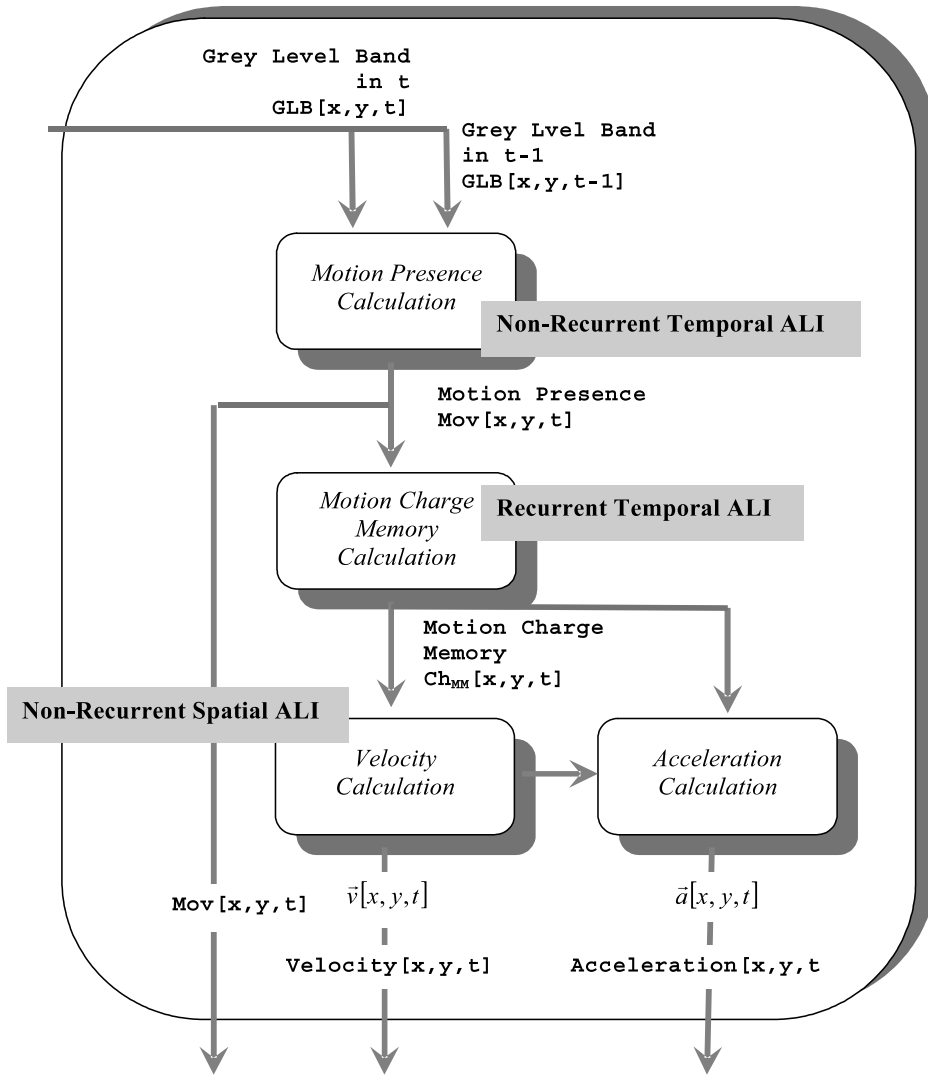 Grey Level Band
in t
GLB[x,y,t]
Grey Lvel Band
in t-1
GLB[x,y,t-1]
Motion Presence
Calculation
Non-Recurrent Temporal ALI
Motion Presence
Mov[x,y,t]
Motion Charge
Memory
Calculation
Recurrent Temporal ALI
Motion Charge
Memory
Ch_MM[x,y,t]
Non-Recurrent Spatial ALI
Velocity
Calculation
Acceleration
Calculation
Mov[x,y,t]
v⃗[x,y,t]
a⃗[x,y,t]
Velocity[x,y,t]
Acceleration[x,y,t